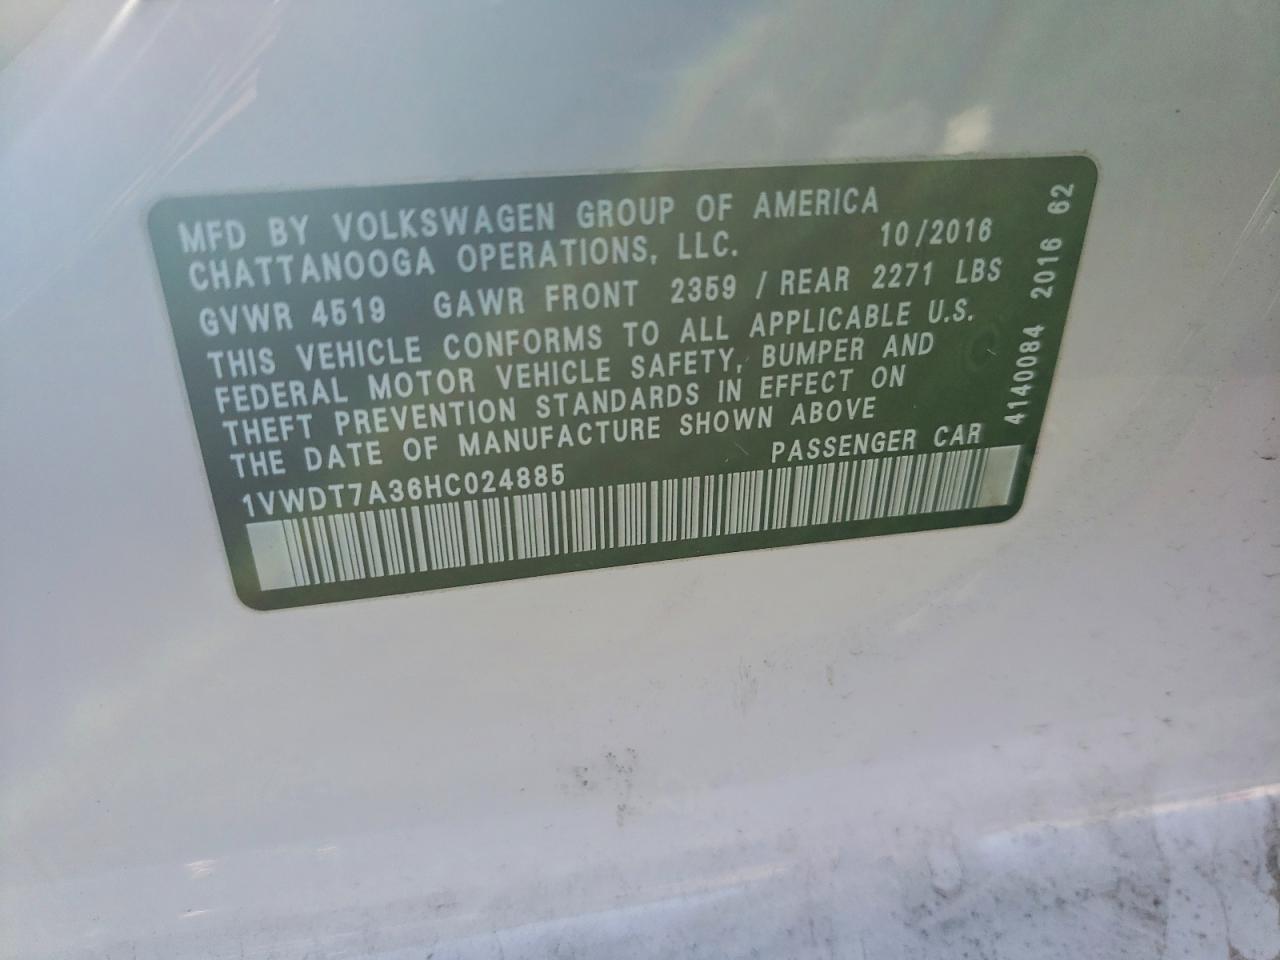 MFD BY VOLKSWAGEN GROUP OF AMERICA
CHATTANOOGA OPERATIONS, LLC. 10/2016
GVWR 4519 GAWR FRONT 2359 / REAR 2271 LBS
THIS VEHICLE CONFORMS TO ALL APPLICABLE U.S.
FEDERAL MOTOR VEHICLE SAFETY, BUMPER AND
THEFT PREVENTION STANDARDS IN EFFECT ON
THE DATE OF MANUFACTURE SHOWN ABOVE
1VWDT7A36HC024885 PASSENGER CAR
4140084 2016 62